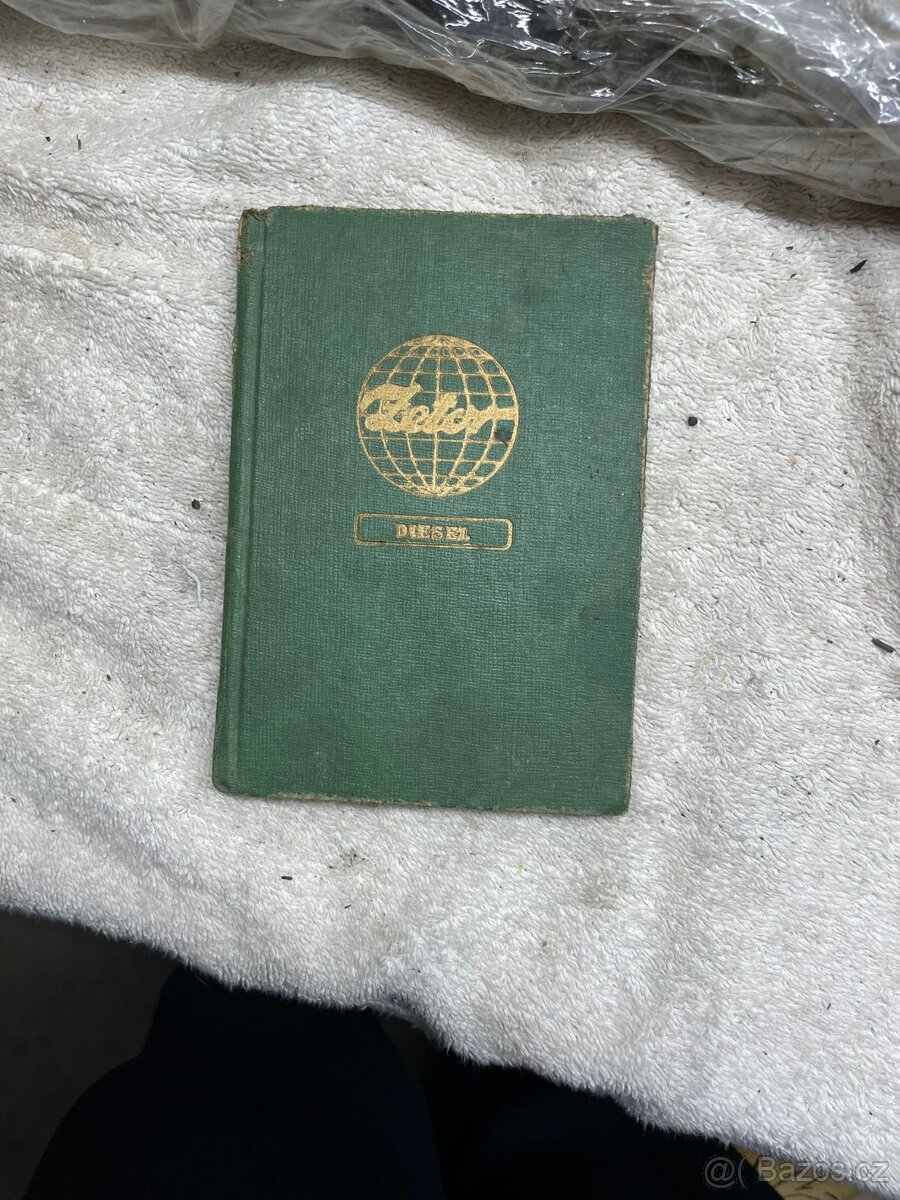 Zetor
DIESEL
@ Bazos.cz